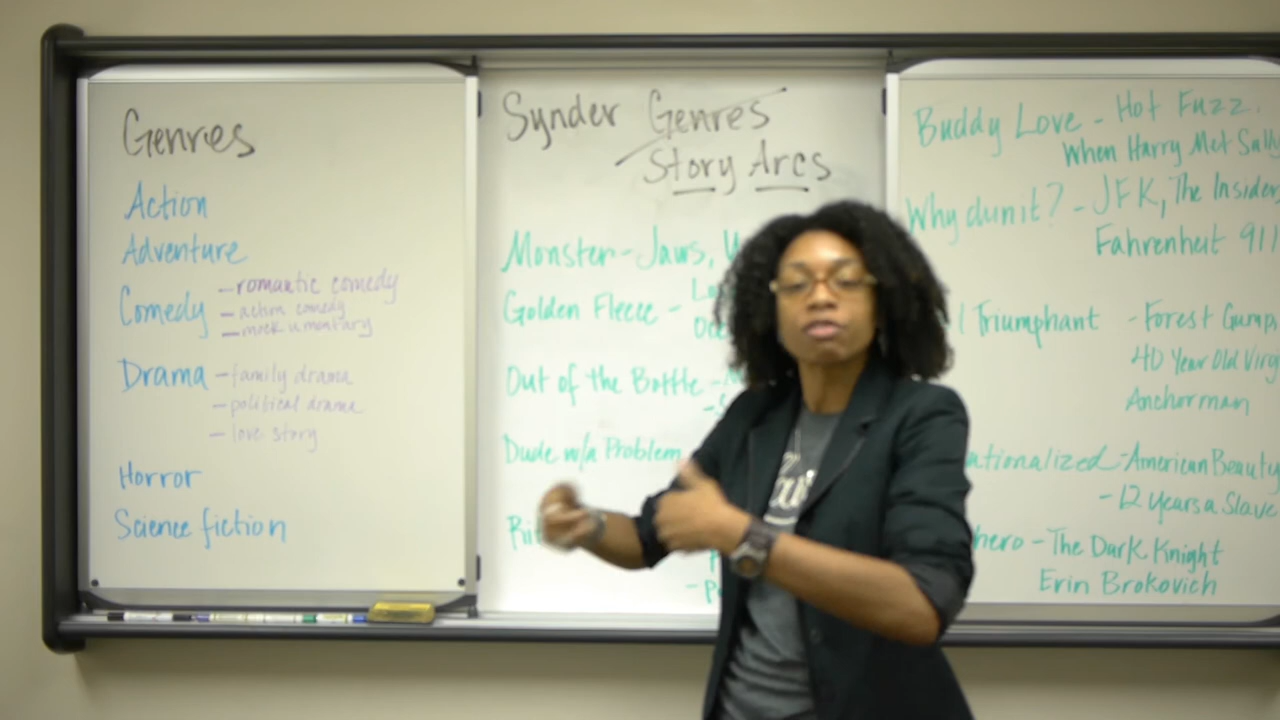 Genres
Action
Adventure
Comedy - romantic comedy
- action comedy
- mockumentary
Drama - family drama
- political drama
- love story
Horror
Science fiction
Synder Genres
Story Arcs
Monster - Jaws,
Golden Fleece -
Out of the Bottle -
Dude w/a Problem
Buddy Love - Hot Fuzz.
When Harry Met Sally
Why dunit? - JFK, The Insider,
Fahrenheit 911
Triumphant - Forest Gump,
40 Year Old Virg
Anchorman
ationalized - American Beauty
- 12 years a Slave
hero - The Dark Knight
Erin Brokovich